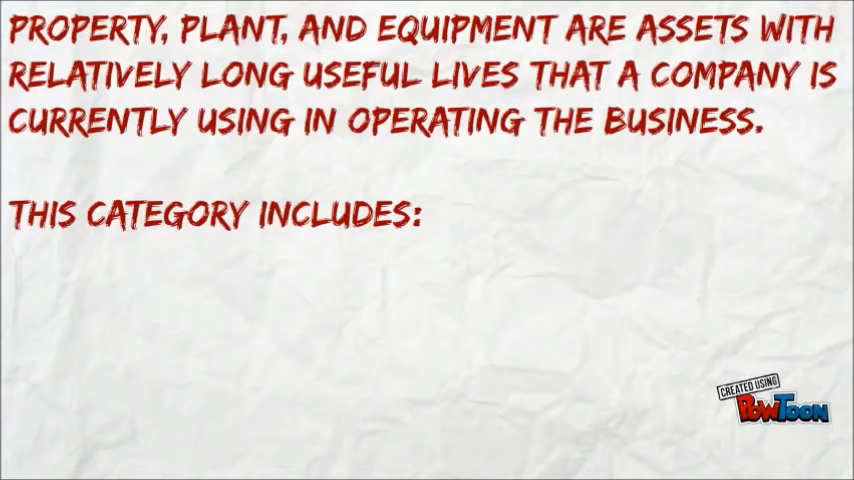 PROPERTY, PLANT, AND EQUIPMENT ARE ASSETS WITH
RELATIVELY LONG USEFUL LIVES THAT A COMPANY IS
CURRENTLY USING IN OPERATING THE BUSINESS.
THIS CATEGORY INCLUDES:
CREATED USING
POWTOON